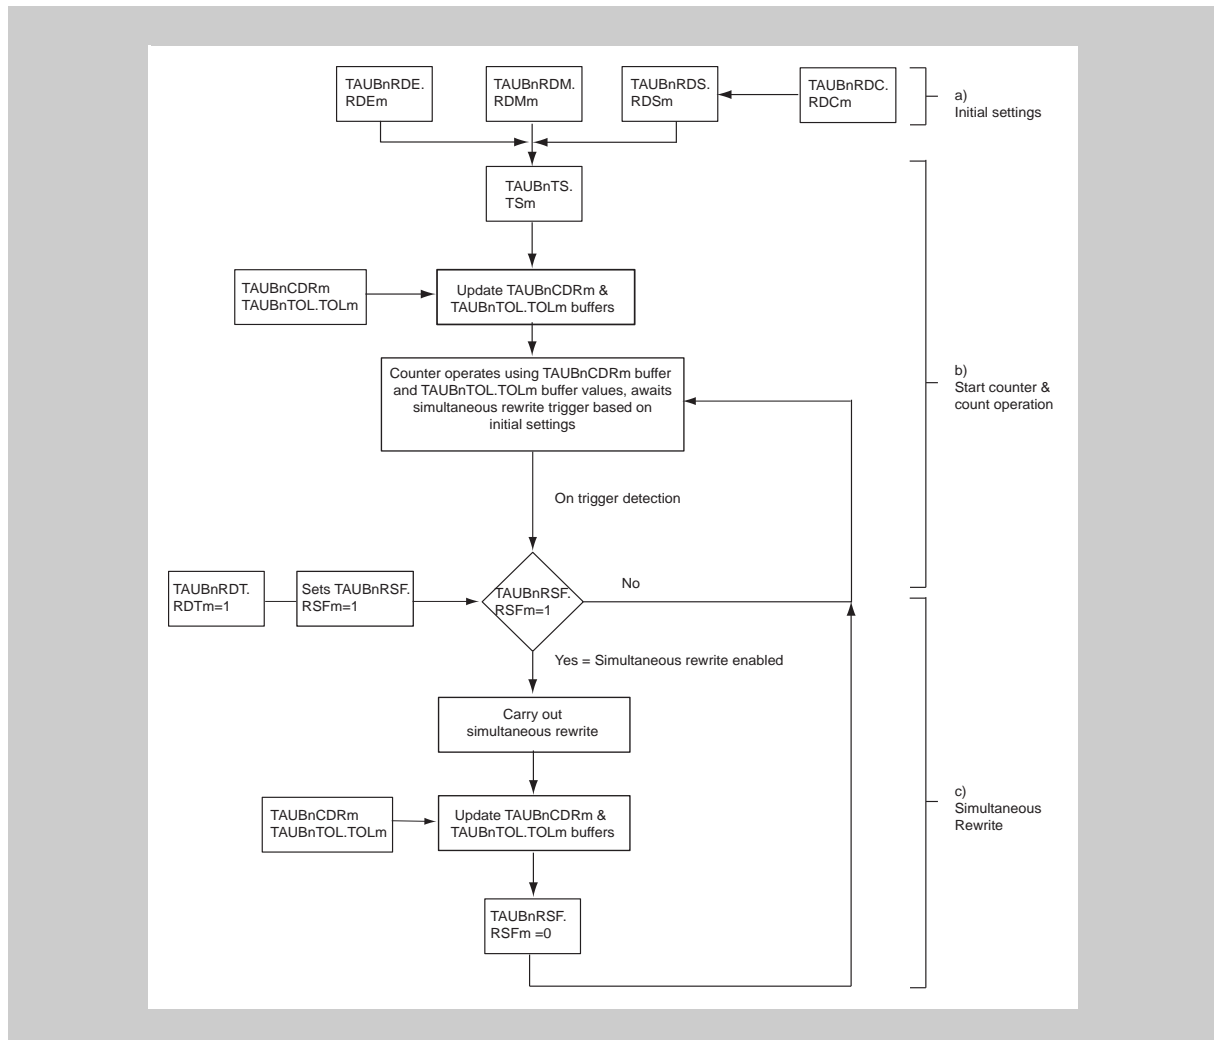 TAUBnRDE.
RDEm
TAUBnRDM.
RDMm
TAUBnRDS.
RDSm
TAUBnRDC.
RDCm
a)
Initial settings
TAUBnTS.
TSm
TAUBnCDRm
TAUBnTOL.TOLm
Update TAUBnCDRm &
TAUBnTOL.TOLm buffers
Counter operates using TAUBnCDRm buffer
and TAUBnTOL.TOLm buffer values, awaits
simultaneous rewrite trigger based on
initial settings
b)
Start counter &
count operation
On trigger detection
TAUBnRDT.
RDTm=1
Sets TAUBnRSF.
RSFm=1
TAUBnRSF.
RSFm=1
No
Yes = Simultaneous rewrite enabled
Carry out
simultaneous rewrite
TAUBnCDRm
TAUBnTOL.TOLm
Update TAUBnCDRm &
TAUBnTOL.TOLm buffers
c)
Simultaneous
Rewrite
TAUBnRSF.
RSFm =0